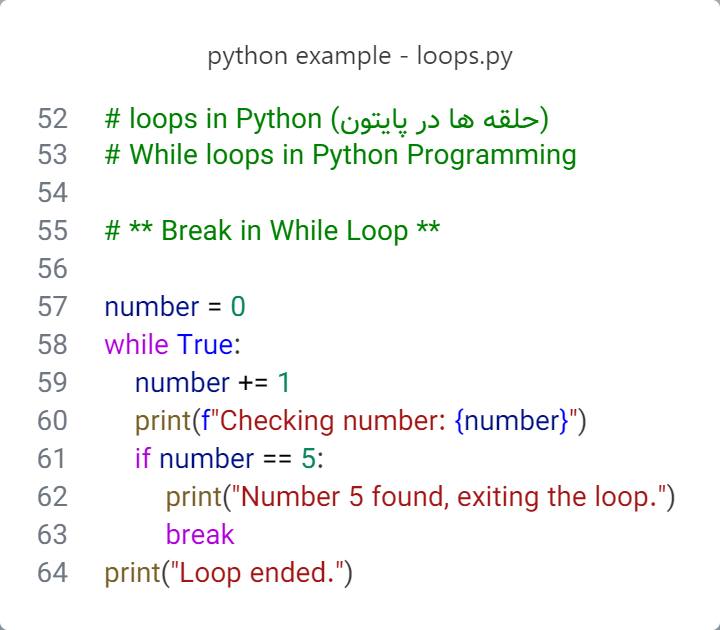 python example - loops.py
52 # loops in Python (حلقه ها در پایتون)
53 # While loops in Python Programming
54
55 # ** Break in While Loop **
56
57 number = 0
58 while True:
59     number += 1
60     print(f"Checking number: {number}")
61     if number == 5:
62         print("Number 5 found, exiting the loop.")
63         break
64 print("Loop ended.")